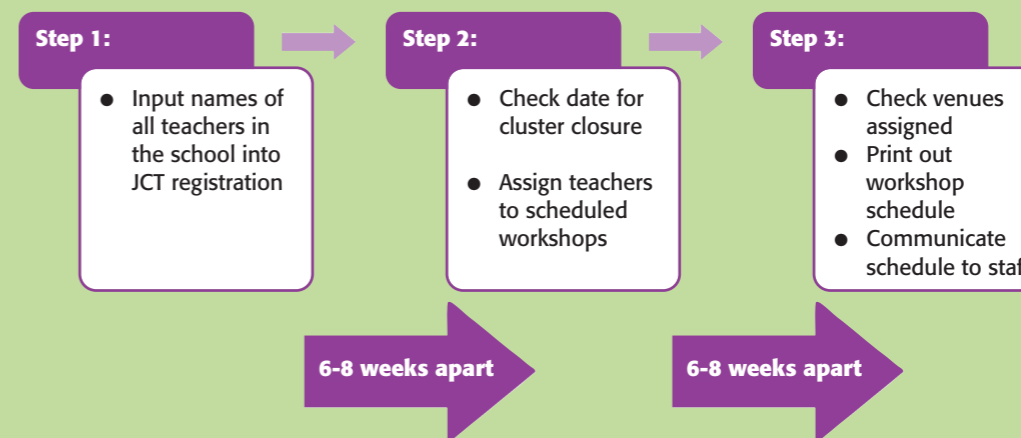 Step 1:
● Input names of
all teachers in
the school into
JCT registration
Step 2:
● Check date for
cluster closure
● Assign teachers
to scheduled
workshops
Step 3:
● Check venues
assigned
● Print out
workshop
schedule
● Communicate
schedule to
6-8 weeks apart
6-8 weeks apart